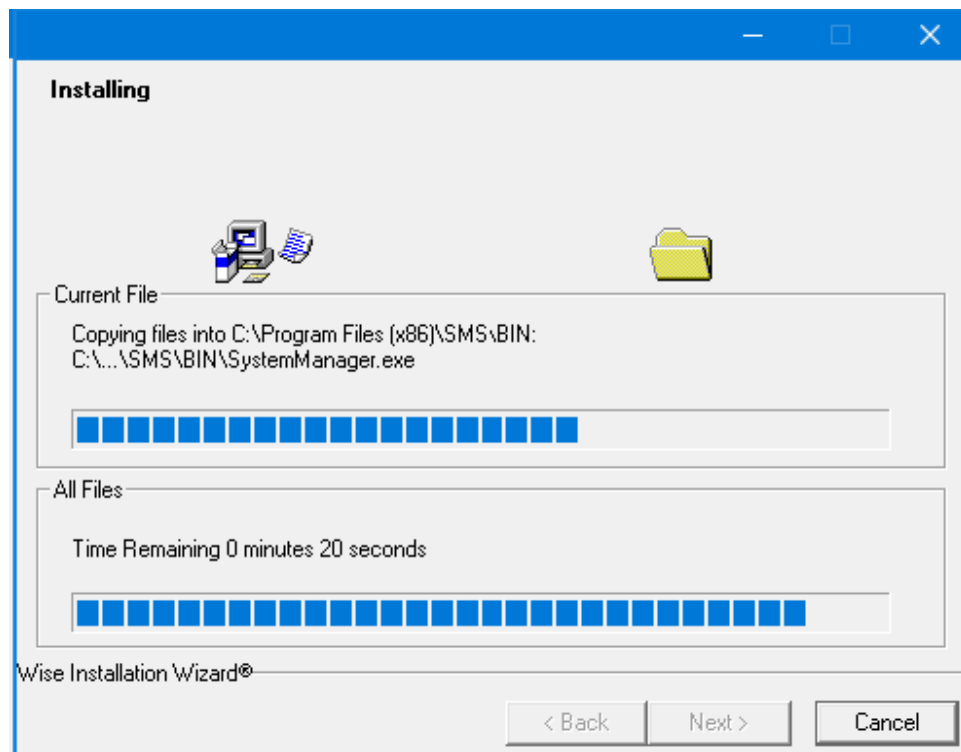 Installing
Current File
Copying files into C:\Program Files (x86)\SMS\BIN:
C:\...\SMS\BIN\SystemManager.exe
All Files
Time Remaining 0 minutes 20 seconds
Wise Installation Wizard®
< Back
Next >
Cancel